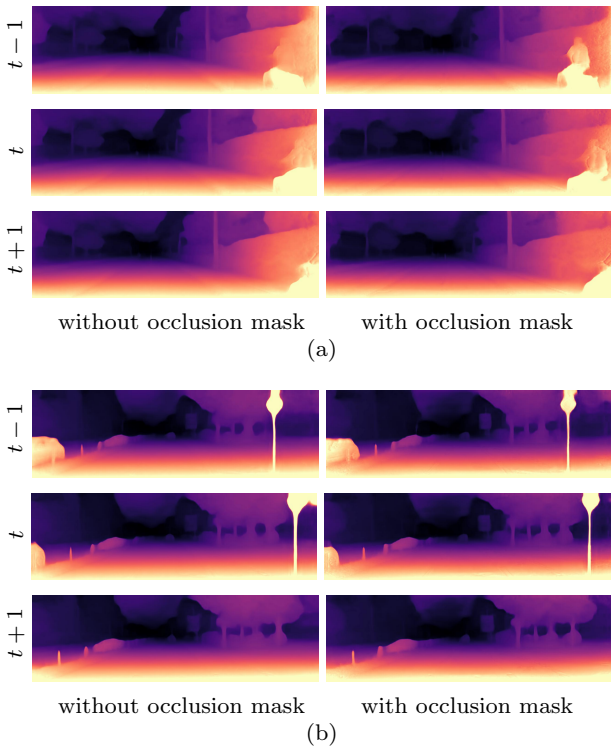 t − 1
t
t + 1
without occlusion mask with occlusion mask
(a)
t − 1
t
t + 1
without occlusion mask with occlusion mask
(b)